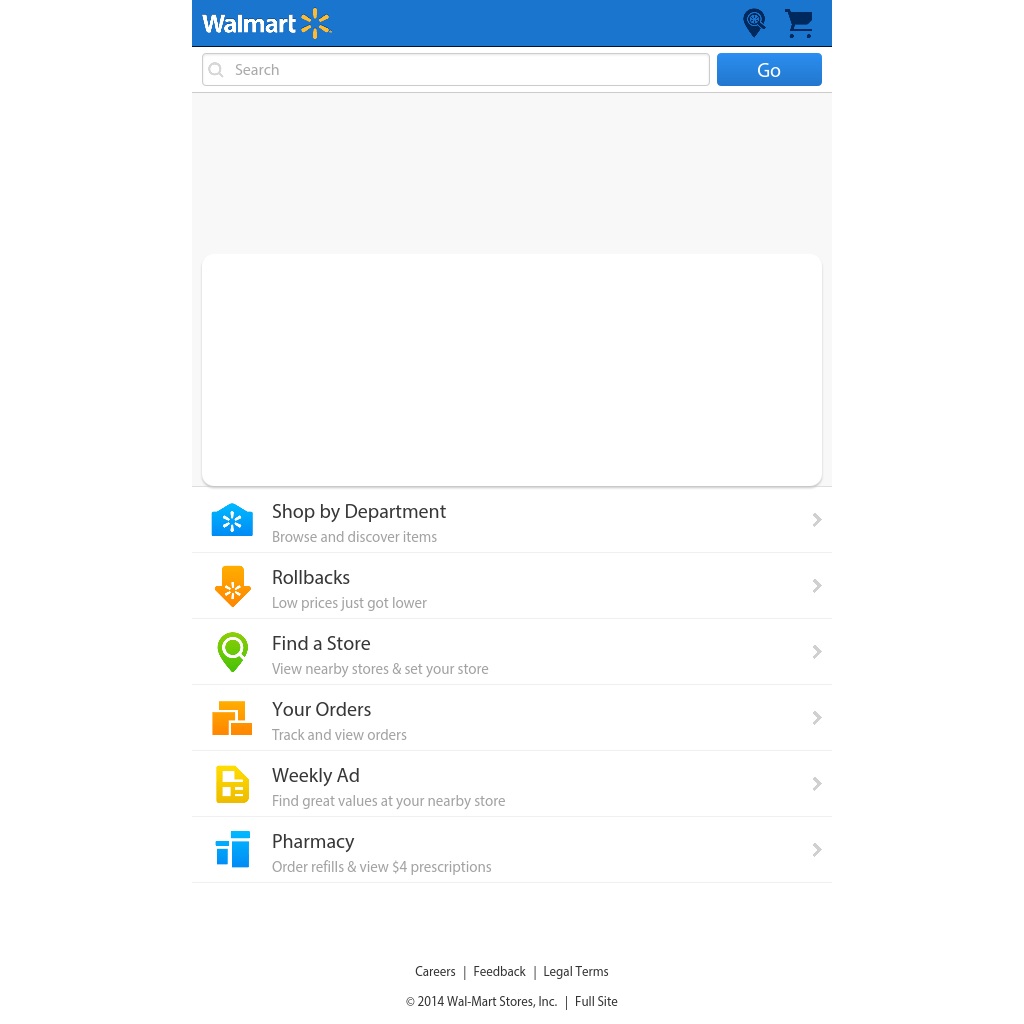 Walmart
Search
Go
Shop by Department
Browse and discover items
Rollbacks
Low prices just got lower
Find a Store
View nearby stores & set your store
Your Orders
Track and view orders
Weekly Ad
Find great values at your nearby store
Pharmacy
Order refills & view $4 prescriptions
Careers | Feedback | Legal Terms
© 2014 Wal-Mart Stores, Inc. | Full Site